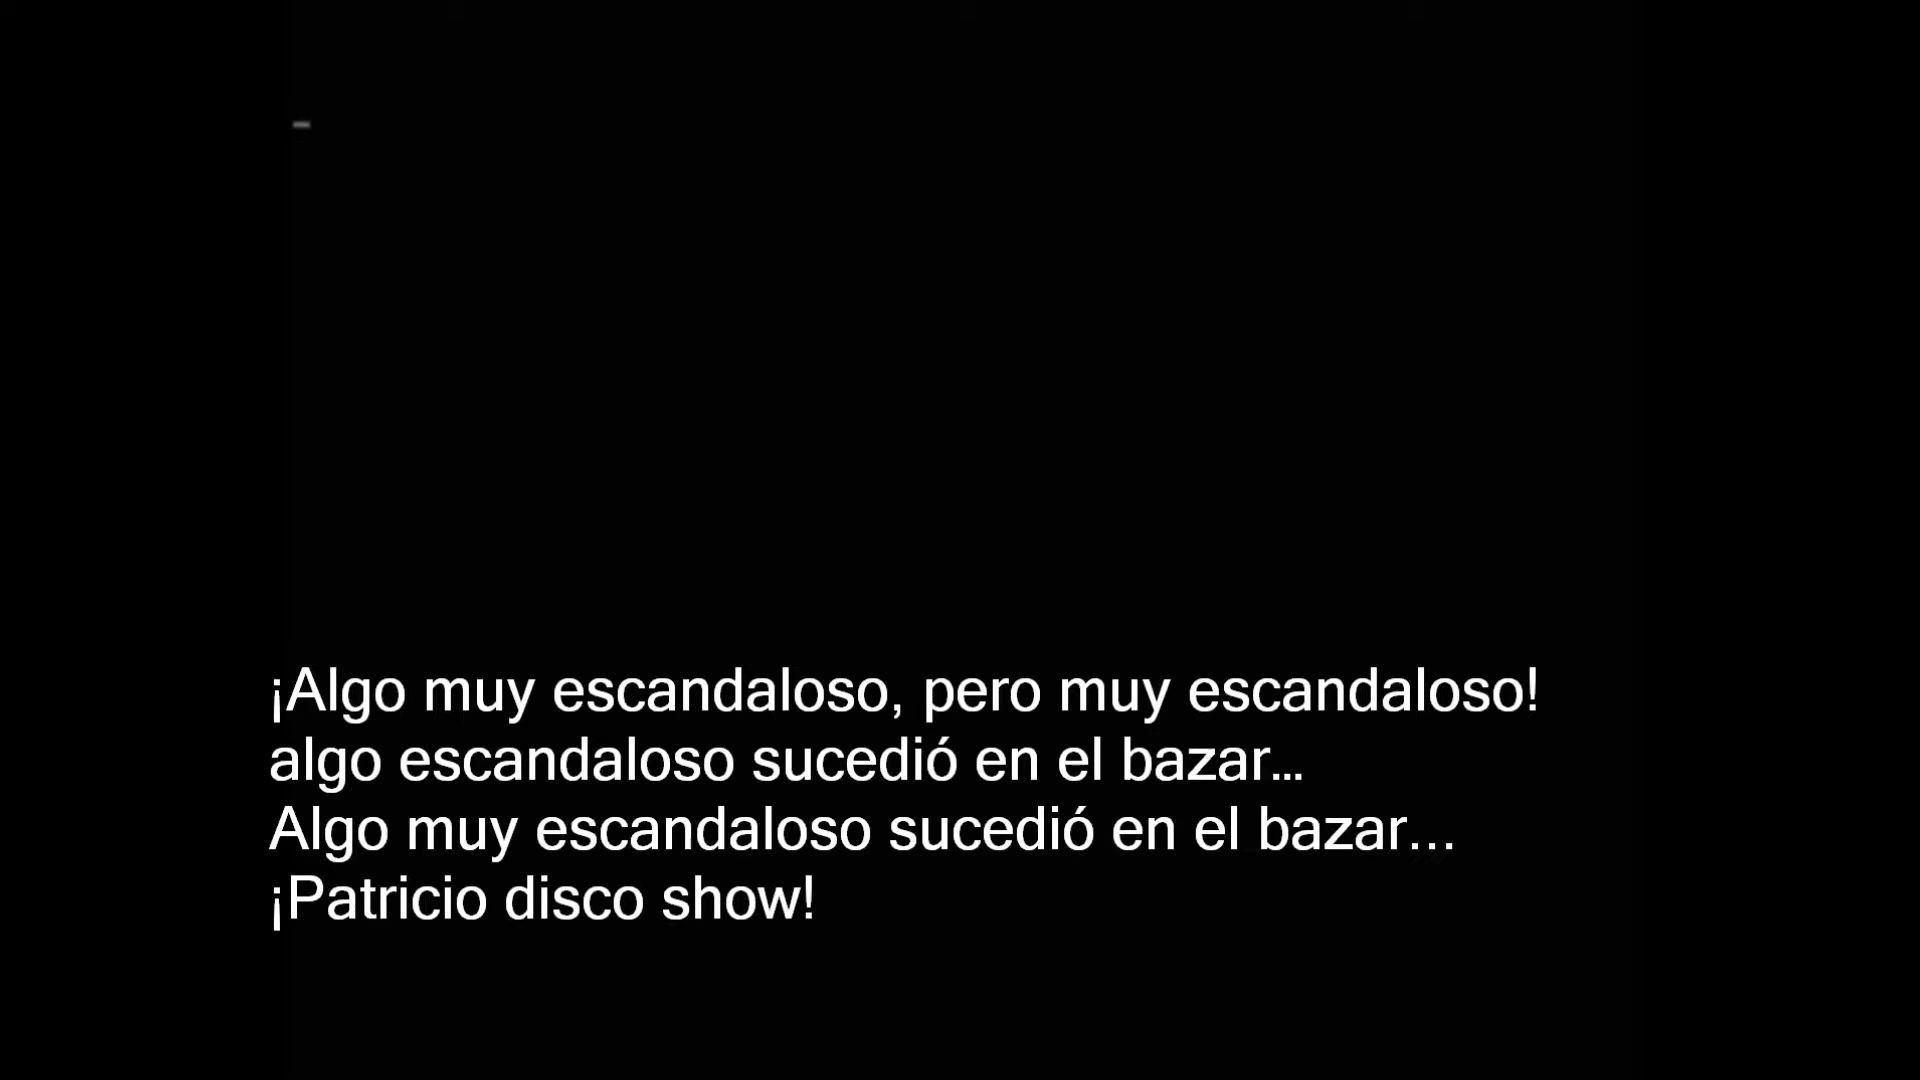 ¡Algo muy escandaloso, pero muy escandaloso!
algo escandaloso sucedió en el bazar...
Algo muy escandaloso sucedió en el bazar...
¡Patricio disco show!